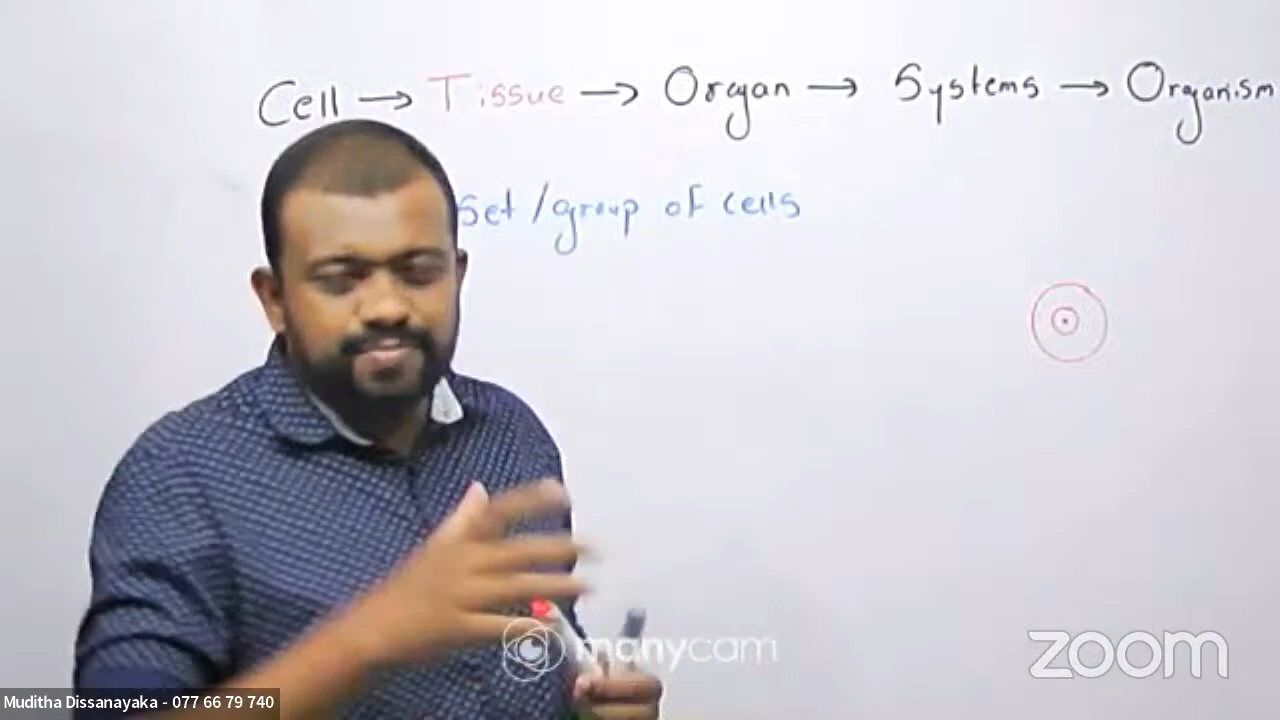 Cell → Tissue → Organ → Systems → Organism
Set / group of cells
manycam
zoom
Muditha Dissanayaka - 077 66 79 740